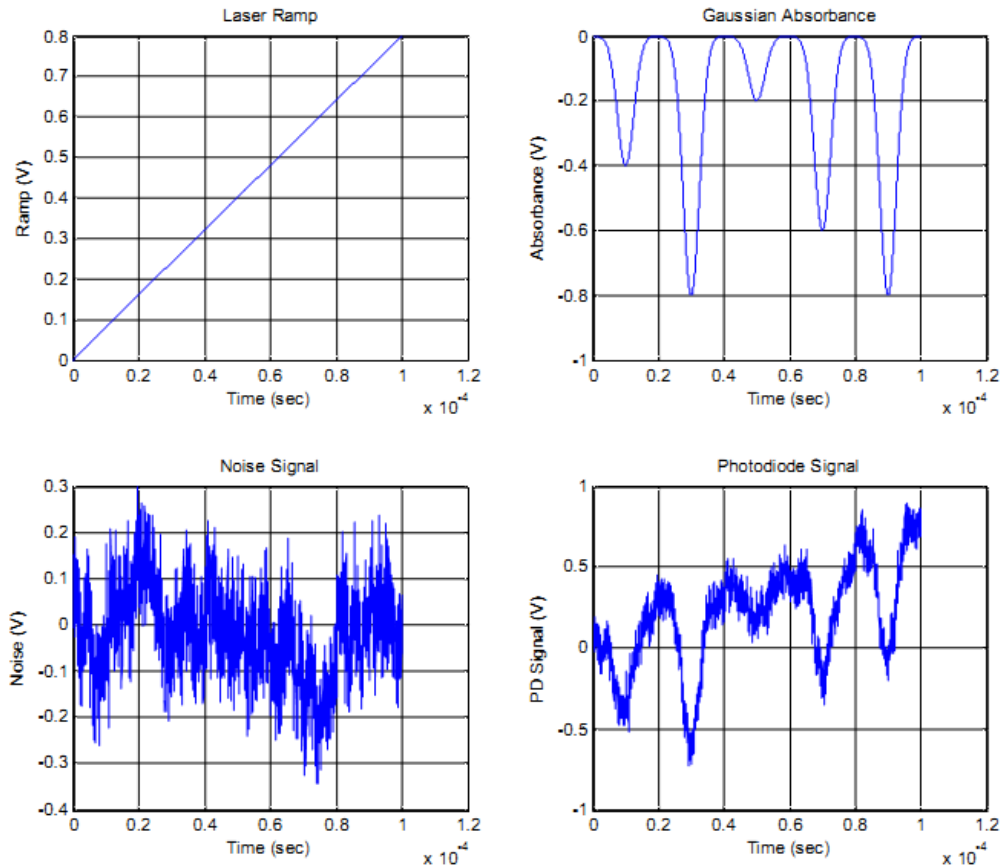 Laser Ramp
Ramp (V)
0.8
0.7
0.6
0.5
0.4
0.3
0.2
0.1
0
0 0.2 0.4 0.6 0.8 1 1.2
Time (sec)
x 10-4
Gaussian Absorbance
Absorbance (V)
0
-0.2
-0.4
-0.6
-0.8
-1
0 0.2 0.4 0.6 0.8 1 1.2
Time (sec)
x 10-4
Noise Signal
Noise (V)
0.3
0.2
0.1
0
-0.1
-0.2
-0.3
-0.4
0 0.2 0.4 0.6 0.8 1 1.2
Time (sec)
x 10-4
Photodiode Signal
PD Signal (V)
1
0.5
0
-0.5
-1
0 0.2 0.4 0.6 0.8 1 1.2
Time (sec)
x 10-4